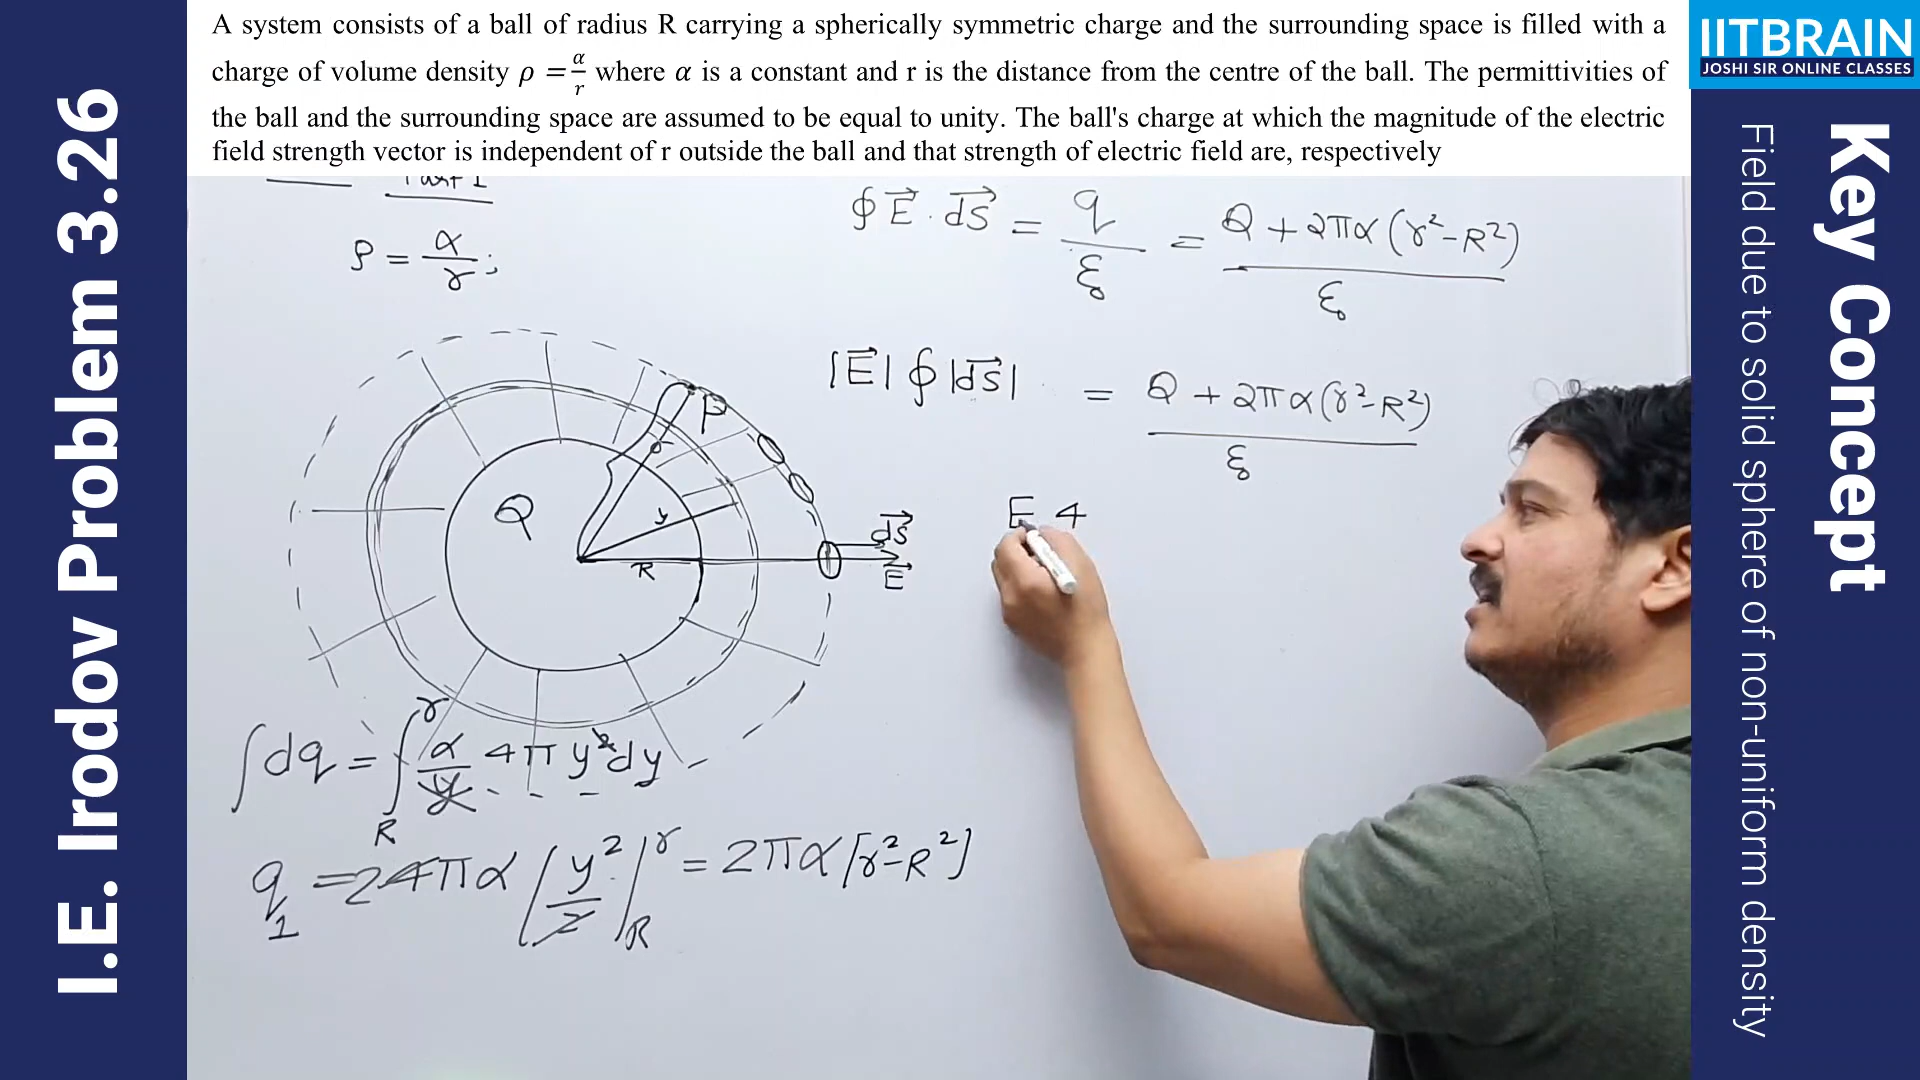 A system consists of a ball of radius R carrying a spherically symmetric charge and the surrounding space is filled with a
charge of volume density ρ = α/r where α is a constant and r is the distance from the centre of the ball. The permittivities of
the ball and the surrounding space are assumed to be equal to unity. The ball's charge at which the magnitude of the electric
field strength vector is independent of r outside the ball and that strength of electric field are, respectively
IITBRAIN
JOSHI SIR ONLINE CLASSES
I.E. Irodov Problem 3.26
Key Concept
Field due to solid sphere of non-uniform density
ρ = α/r ;
∮ E⃗ · dS⃗ = q/ε₀ = (Q + 2πα(r² - R²))/ε₀
|E⃗| ∮ |dS⃗| = (Q + 2πα(r² - R²))/ε₀
E 4
P
r
Q
y
R
dS⃗
E⃗
∫dq = ∫_R^r α/y 4π y² dy
q₁ = 2 4πα [y²/2]_R^r = 2πα [r² - R²]